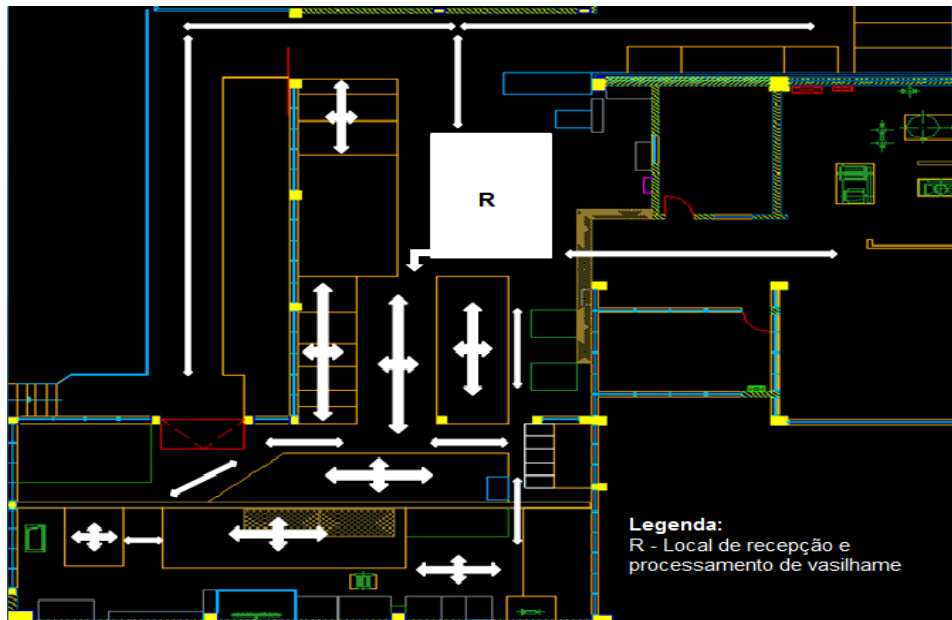 R
Legenda:
R - Local de recepção e
processamento de vasilhame